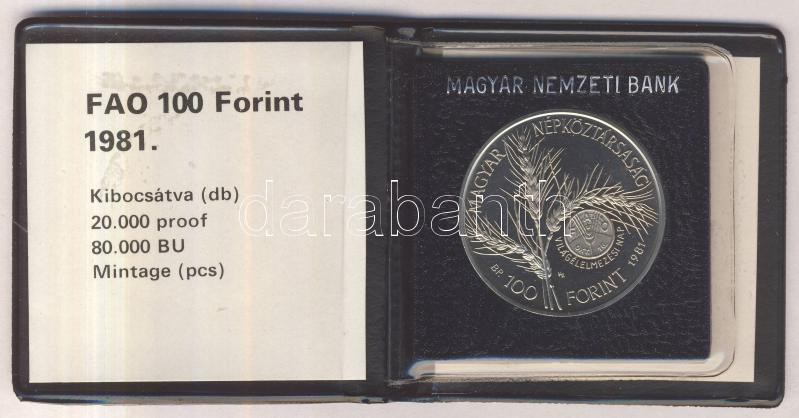 FAO 100 Forint
1981.
Kibocsátva (db)
20.000 proof
80.000 BU
Mintage (pcs)
MAGYAR NEMZETI BANK
MAGYAR NÉPKÖZTÁRSASÁG
VILÁGÉLELMEZÉSI NAP
BP. 100 FORINT 1981
darabanth